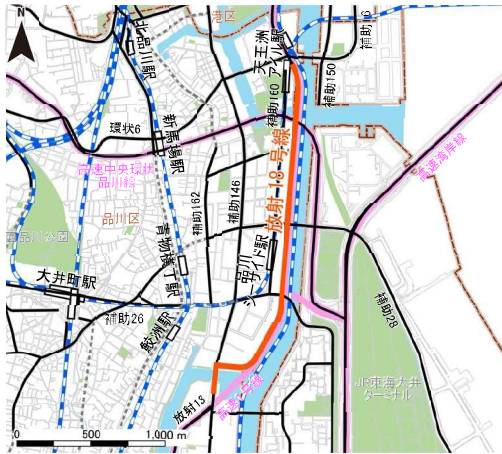 N
港区
北品川駅
天王洲
アイル駅
補助16
補助150
補助160
環状6
新馬場駅
高速中央環状
品川線
高速湾岸線
品川区
補助162
補助146
放射18号線
青物横丁駅
品川
シーサイド駅
大井町駅
補助26
鮫洲駅
補助28
JR東海大井
ターミナル
放射18
高速1号線
0 500 1,000 m